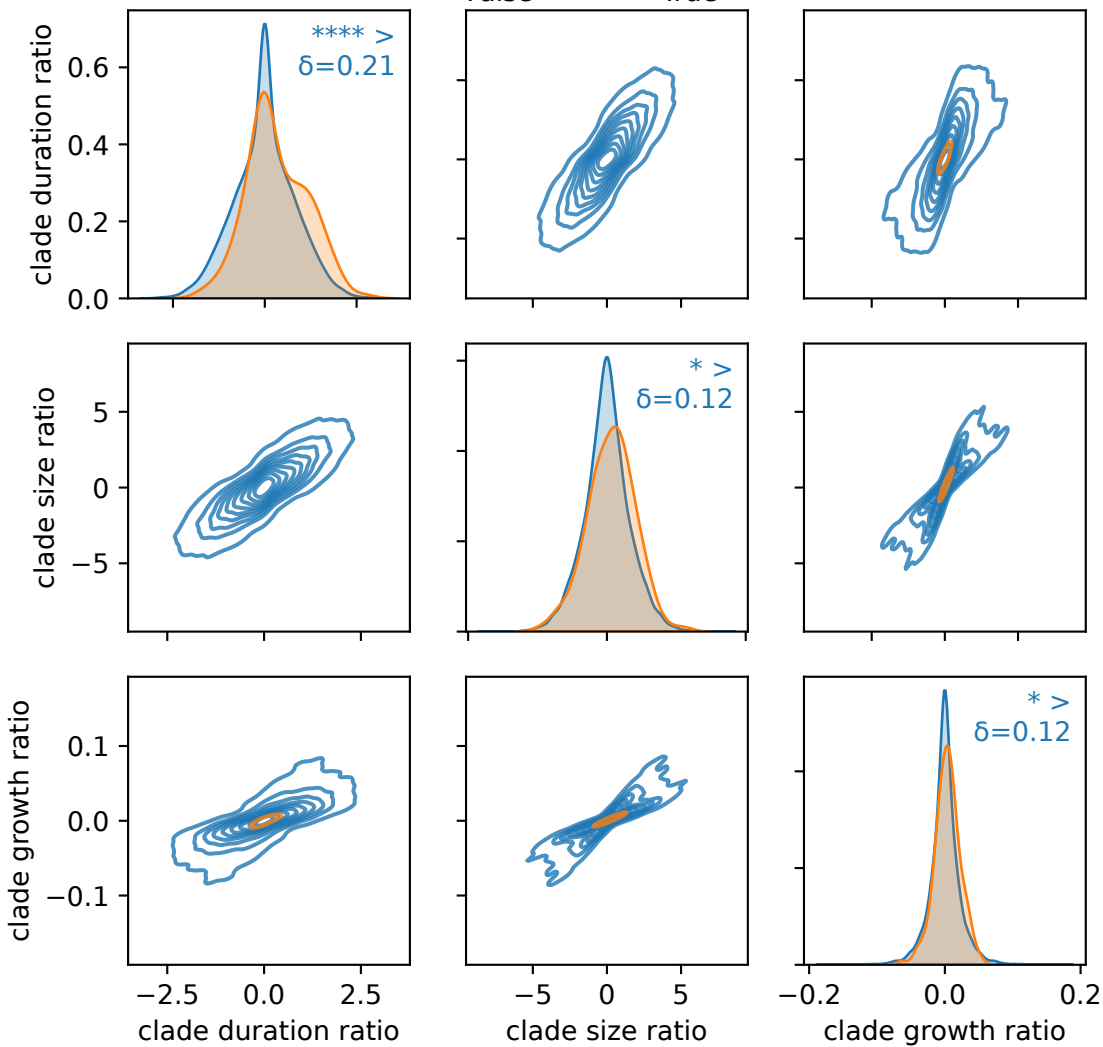 **** >
δ=0.21
clade duration ratio
0.6
0.4
0.2
0.0
* >
δ=0.12
clade size ratio
5
0
−5
* >
δ=0.12
clade growth ratio
0.1
0.0
−0.1
−2.5 0.0 2.5
−5 0 5
−0.2 0.0 0.2
clade duration ratio
clade size ratio
clade growth ratio